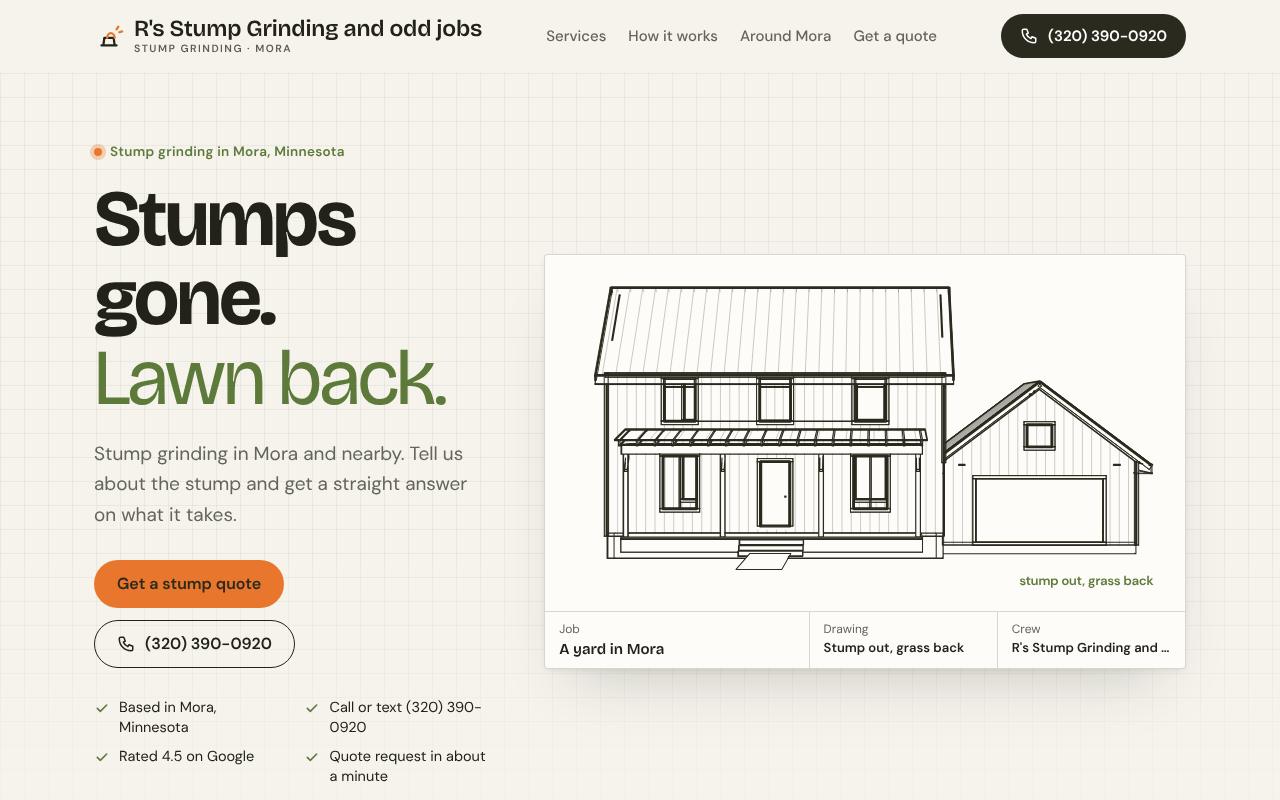 R's Stump Grinding and odd jobs
STUMP GRINDING · MORA
Services
How it works
Around Mora
Get a quote
(320) 390-0920
Stump grinding in Mora, Minnesota
Stumps
gone.
Lawn back.
Stump grinding in Mora and nearby. Tell us
about the stump and get a straight answer
on what it takes.
Get a stump quote
(320) 390-0920
Based in Mora,
Minnesota
Call or text (320) 390-
0920
Rated 4.5 on Google
Quote request in about
a minute
stump out, grass back
Job
A yard in Mora
Drawing
Stump out, grass back
Crew
R's Stump Grinding and ...